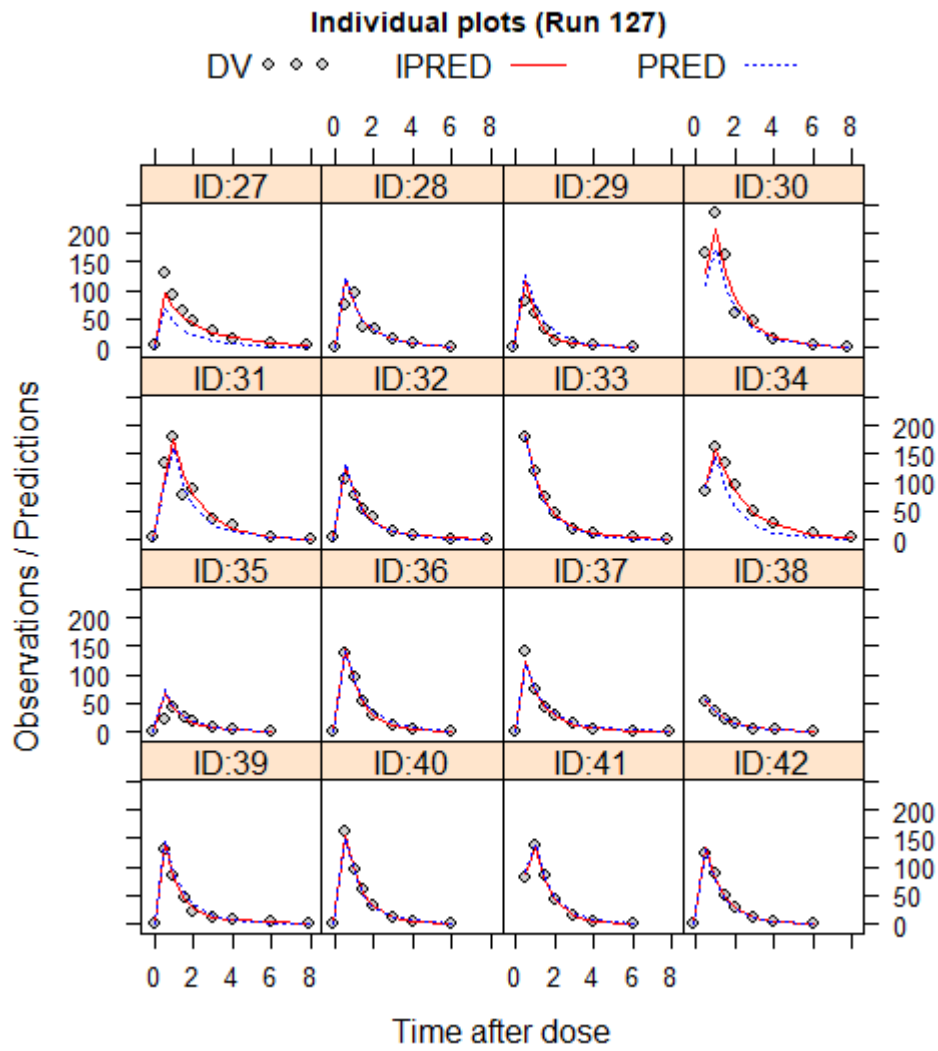 Individual plots (Run 127)
DV IPRED PRED
0 2 4 6 8 0 2 4 6 8
ID:27 ID:28 ID:29 ID:30
200
150
100
50
0
ID:31 ID:32 ID:33 ID:34
200
150
100
50
0
ID:35 ID:36 ID:37 ID:38
200
150
100
50
0
ID:39 ID:40 ID:41 ID:42
200
150
100
50
0
0 2 4 6 8 0 2 4 6 8
Observations / Predictions
Time after dose